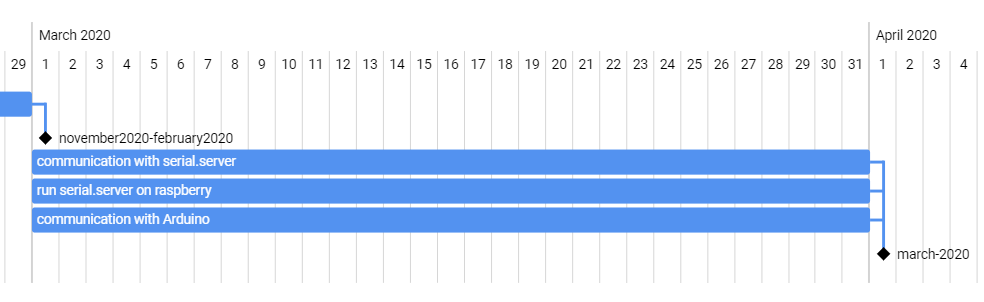 March 2020 April 2020
29 1 2 3 4 5 6 7 8 9 10 11 12 13 14 15 16 17 18 19 20 21 22 23 24 25 26 27 28 29 30 31 1 2 3 4
november2020-february2020
communication with serial.server
run serial.server on raspberry
communication with Arduino
march-2020